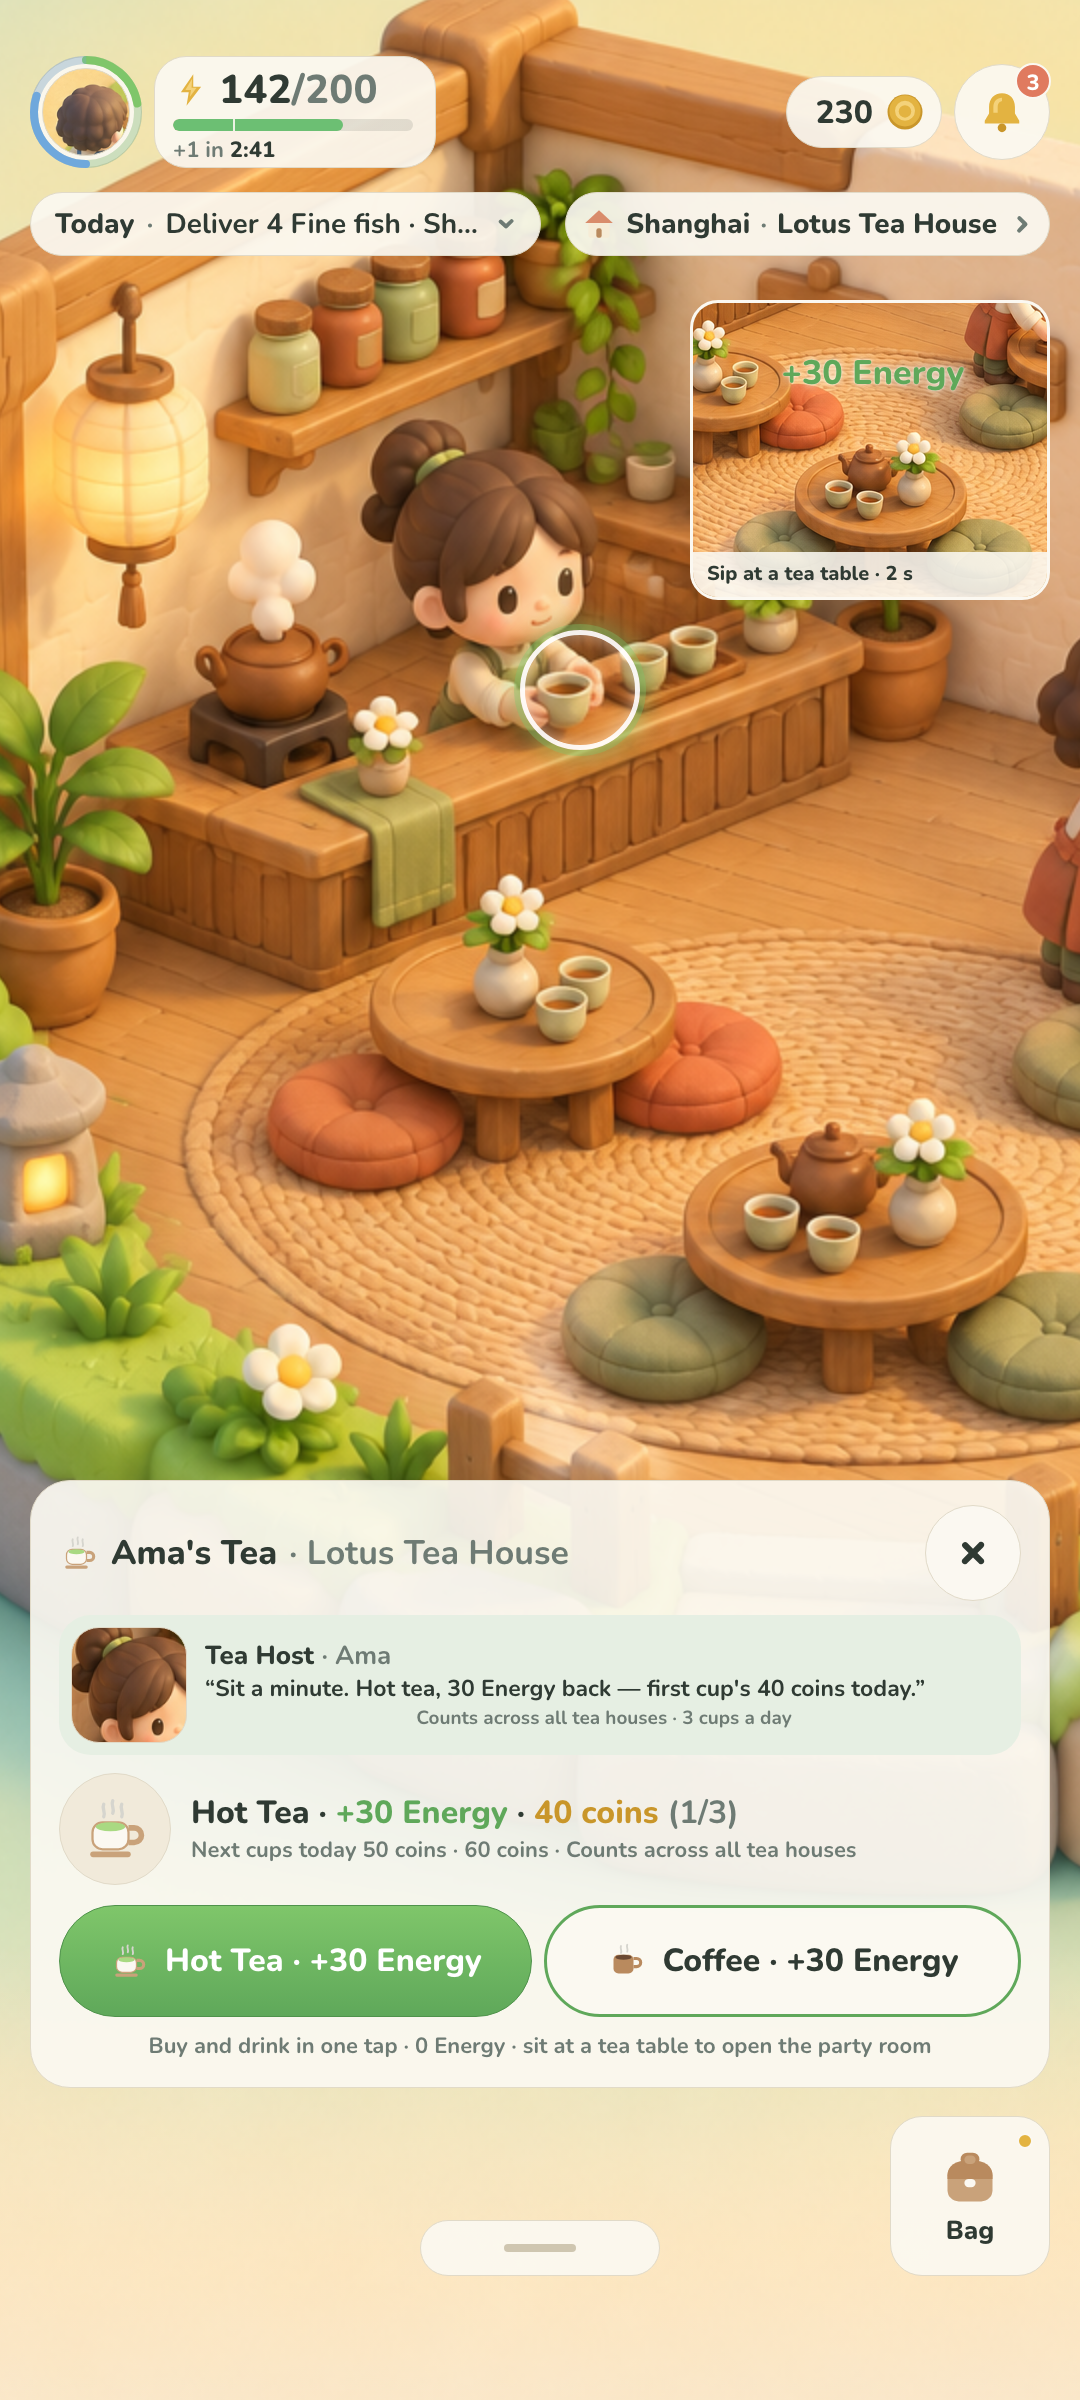 142/200
+1 in 2:41
230
3
Today · Deliver 4 Fine fish · Sh...
Shanghai · Lotus Tea House
+30 Energy
Sip at a tea table · 2 s
Ama's Tea · Lotus Tea House
Tea Host · Ama
“Sit a minute. Hot tea, 30 Energy back — first cup's 40 coins today.”
Counts across all tea houses · 3 cups a day
Hot Tea · +30 Energy · 40 coins (1/3)
Next cups today 50 coins · 60 coins · Counts across all tea houses
Hot Tea · +30 Energy
Coffee · +30 Energy
Buy and drink in one tap · 0 Energy · sit at a tea table to open the party room
Bag